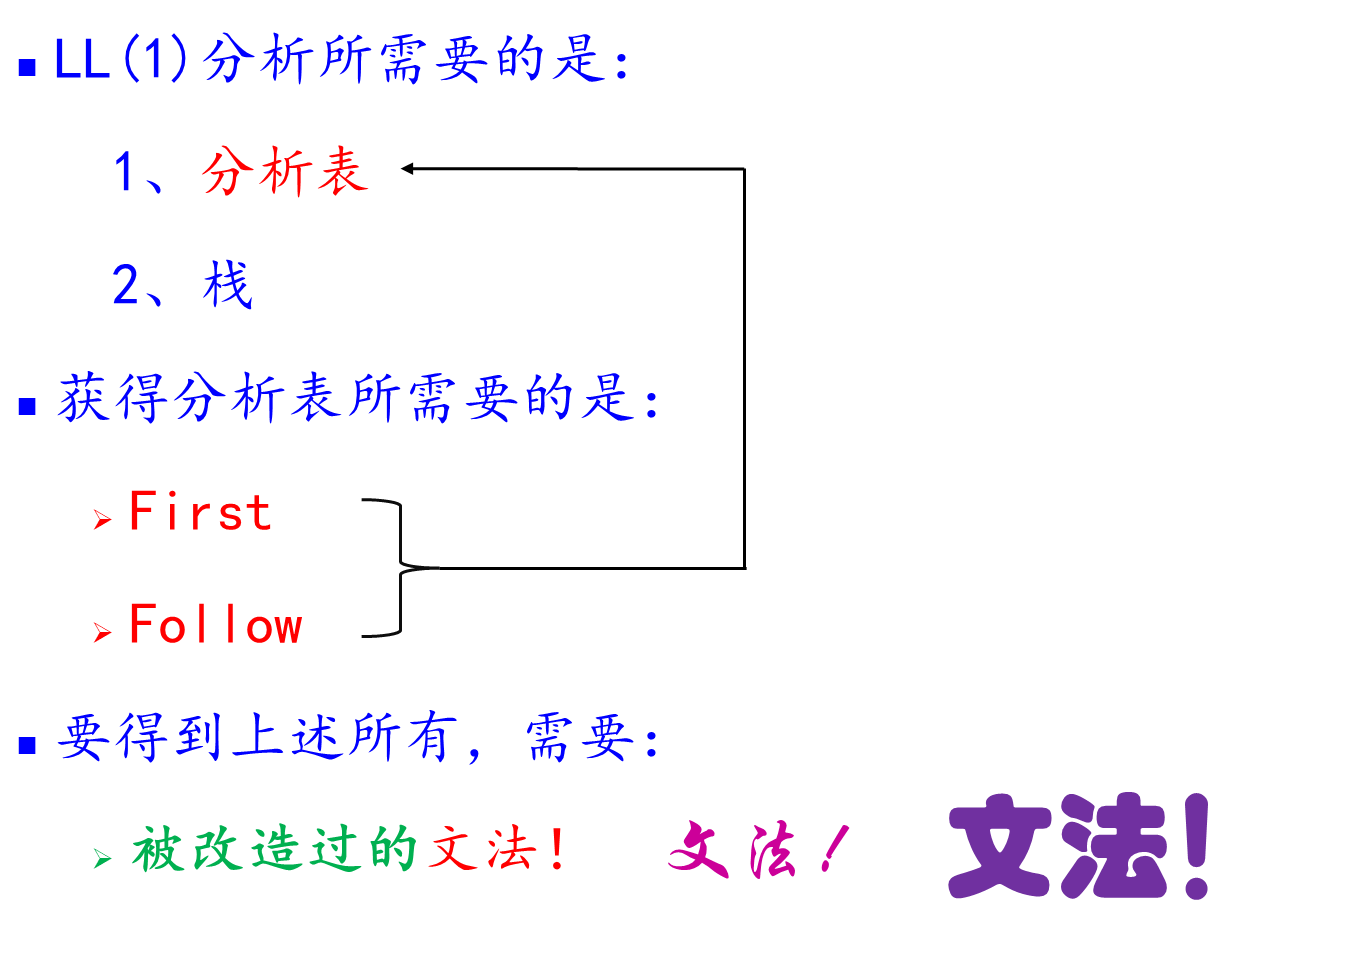 LL(1)分析所需要的是：
1、分析表
2、栈
获得分析表所需要的是：
First
Follow
要得到上述所有，需要：
被改造过的文法！ 文法！ 文法！